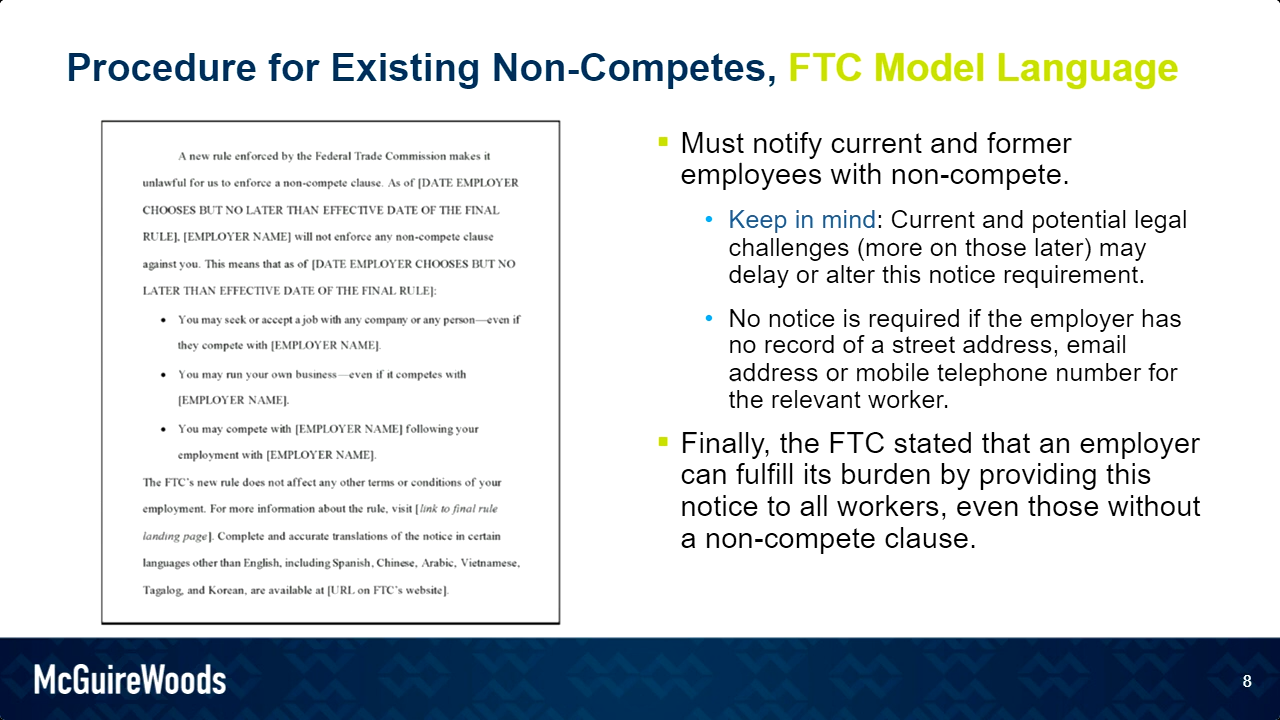 Procedure for Existing Non-Competes, FTC Model Language
A new rule enforced by the Federal Trade Commission makes it
unlawful for us to enforce a non-compete clause. As of [DATE EMPLOYER
CHOOSES BUT NO LATER THAN EFFECTIVE DATE OF THE FINAL
RULE], [EMPLOYER NAME] will not enforce any non-compete clause
against you. This means that as of [DATE EMPLOYER CHOOSES BUT NO
LATER THAN EFFECTIVE DATE OF THE FINAL RULE]:
• You may seek or accept a job with any company or any person—even if
they compete with [EMPLOYER NAME].
• You may run your own business—even if it competes with
[EMPLOYER NAME].
• You may compete with [EMPLOYER NAME] following your
employment with [EMPLOYER NAME].
The FTC's new rule does not affect any other terms or conditions of your
employment. For more information about the rule, visit [link to final rule
landing page]. Complete and accurate translations of the notice in certain
languages other than English, including Spanish, Chinese, Arabic, Vietnamese,
Tagalog, and Korean, are available at [URL on FTC's website].
▪ Must notify current and former
employees with non-compete.
• Keep in mind: Current and potential legal
challenges (more on those later) may
delay or alter this notice requirement.
• No notice is required if the employer has
no record of a street address, email
address or mobile telephone number for
the relevant worker.
▪ Finally, the FTC stated that an employer
can fulfill its burden by providing this
notice to all workers, even those without
a non-compete clause.
McGuireWoods
8